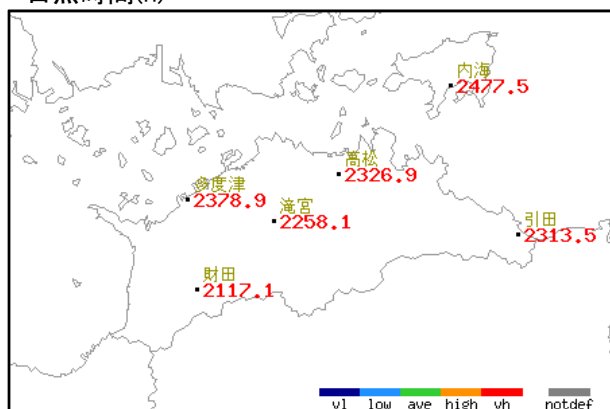 内海
2477.5
高松
2326.9
多度津
2378.9
滝宮
2258.1
引田
2313.5
財田
2117.1
vl low ave high vh notdef